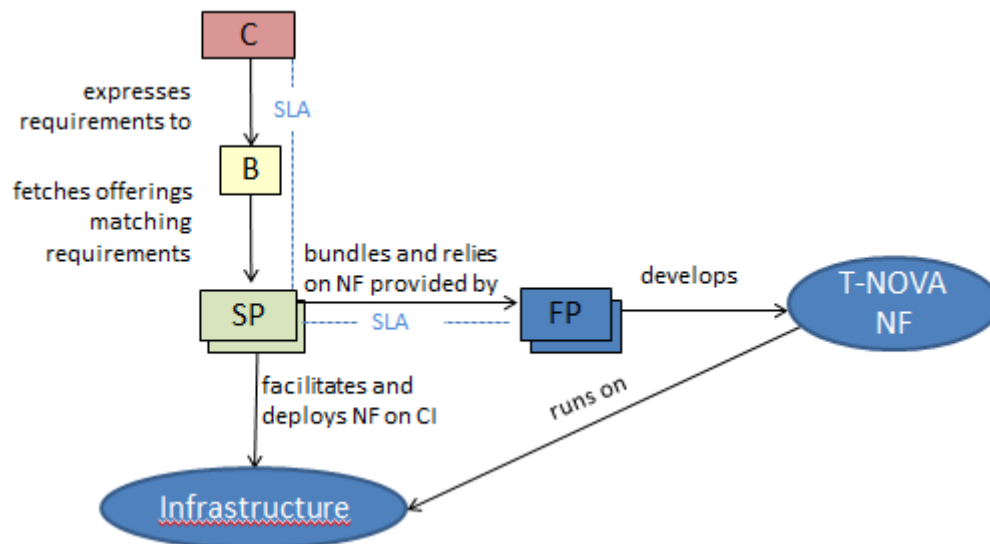 C
expresses
requirements to
SLA
B
fetches offerings
matching
requirements
bundles and relies
on NF provided by
develops
T-NOVA
NF
SP
SLA
FP
facilitates and
deploys NF on CI
runs on
Infrastructure